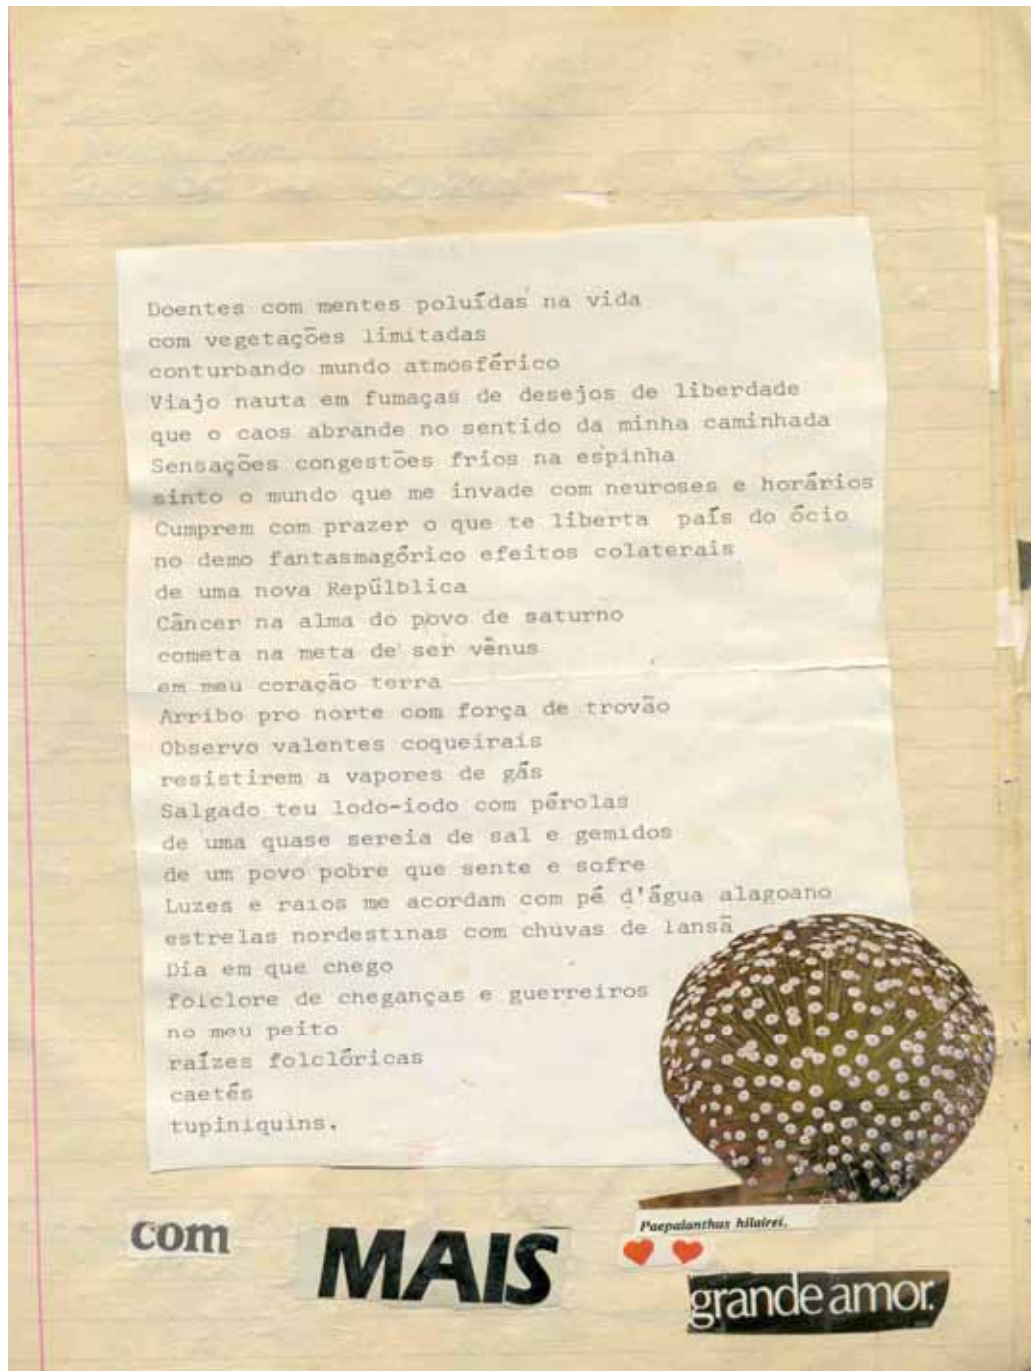 Doentes com mentes poluídas na vida
com vegetações limitadas
conturbando mundo atmosférico
Viajo nauta em fumaças de desejos de liberdade
que o caos abrande no sentido da minha caminhada
Sensações congestões frios na espinha
sinto o mundo que me invade com neuroses e horários
Cumprem com prazer o que te liberta  país do ócio
no demo fantasmagórico efeitos colaterais
de uma nova Repúlblica
Câncer na alma do povo de saturno
cometa na meta de ser vênus
em meu coração terra
Arribo pro norte com força de trovão
Observo valentes coqueirais
resistirem a vapores de gás
Salgado teu lodo-iodo com pérolas
de uma quase sereia de sal e gemidos
de um povo pobre que sente e sofre
Luzes e raios me acordam com pé d'água alagoano
estrelas nordestinas com chuvas de Iansã
Dia em que chego
folclore de cheganças e guerreiros
no meu peito
raízes folclóricas
caetés
tupiniquins.
Paepalanthus hilairei.
com MAIS
grande amor.